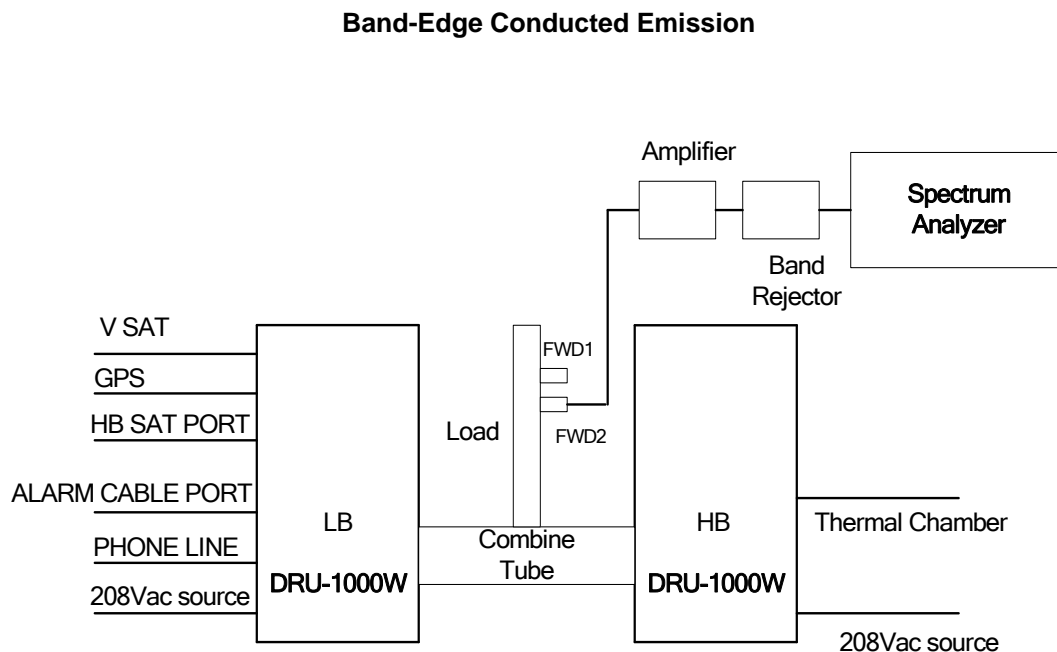 Band-Edge Conducted Emission
Amplifier
Spectrum
Analyzer
Band
Rejector
V SAT
GPS
HB SAT PORT
ALARM CABLE PORT
PHONE LINE
208Vac source
LB
DRU-1000W
Load
FWD1
FWD2
Combine
Tube
HB
DRU-1000W
Thermal Chamber
208Vac source